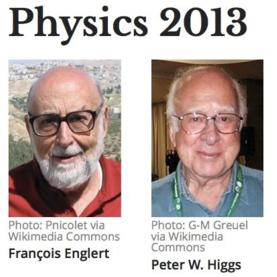 Physics 2013
Photo: Pnicolet via
Wikimedia Commons
François Englert
Photo: G-M Greuel
via Wikimedia
Commons
Peter W. Higgs